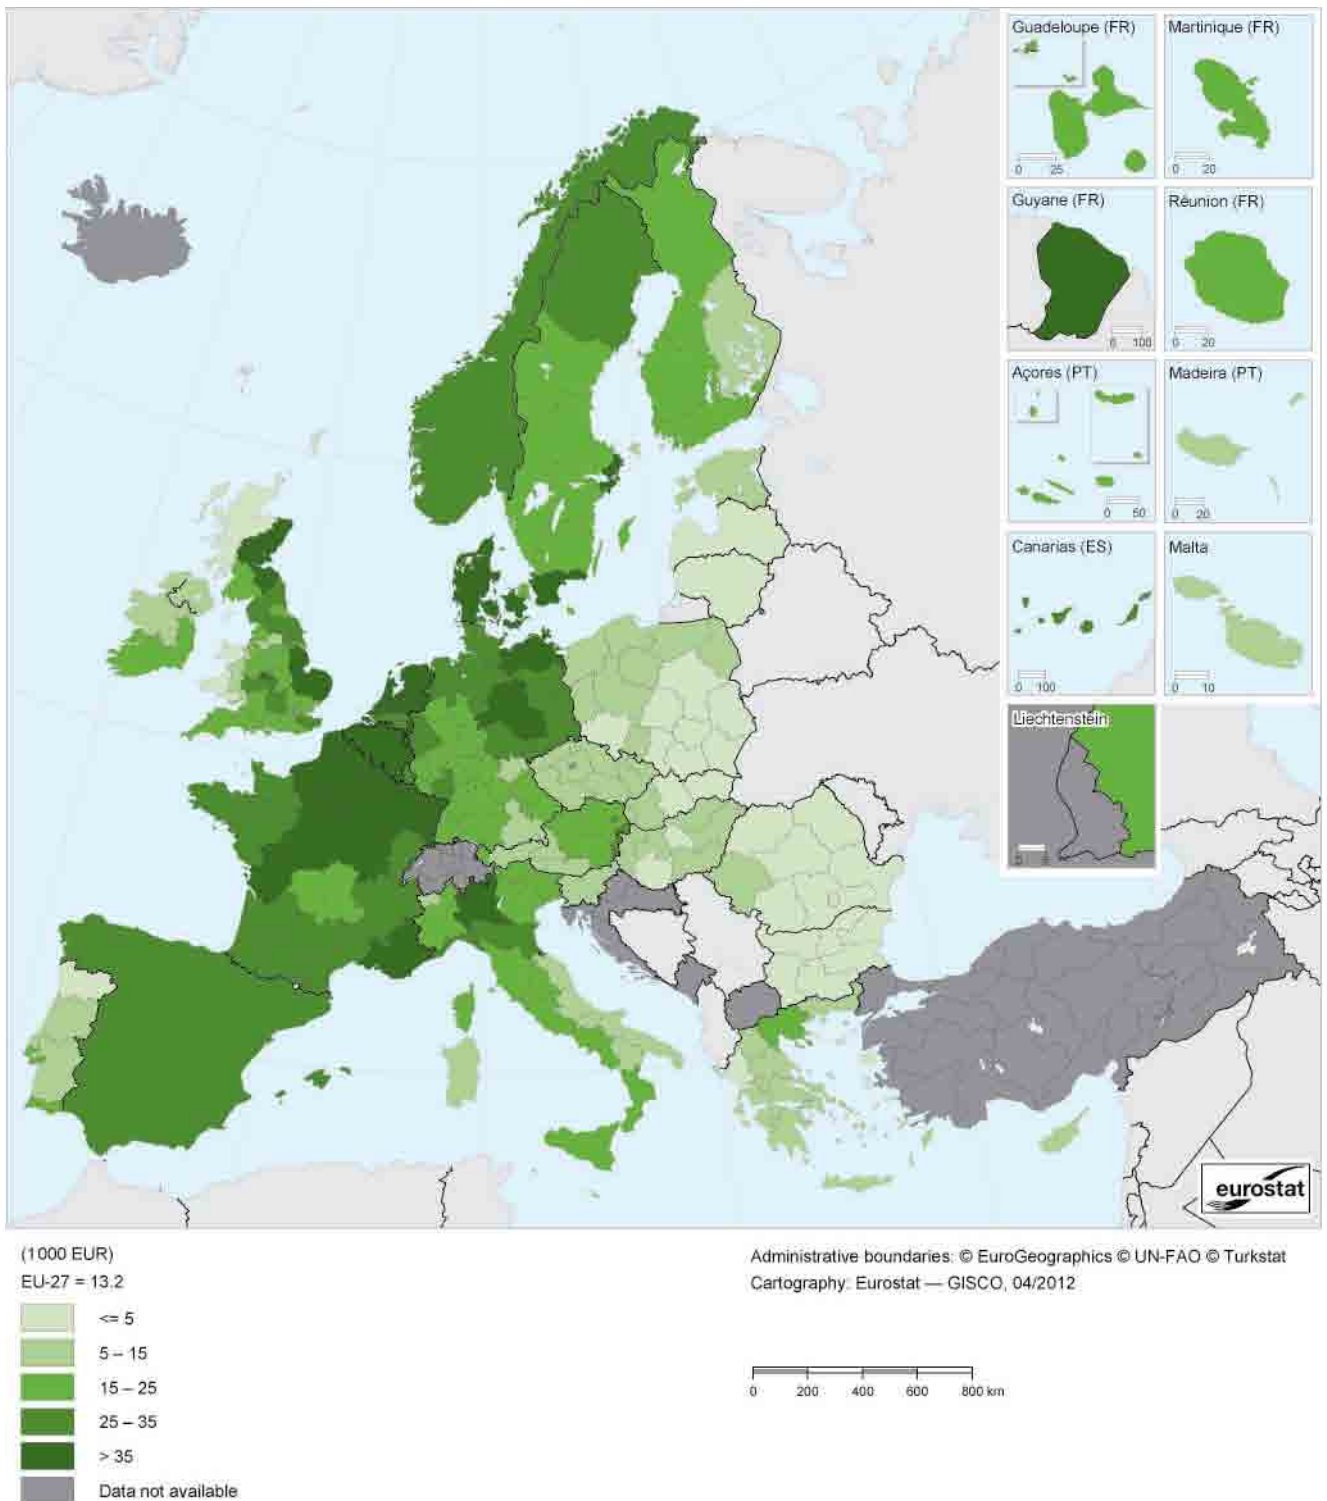 Guadeloupe (FR)
0 25
Martinique (FR)
0 20
Guyane (FR)
0 100
Réunion (FR)
0 20
Açores (PT)
0 50
Madeira (PT)
0 20
Canarias (ES)
0 100
Malta
0 10
Liechtenstein
eurostat
(1000 EUR)
EU-27 = 13.2
<= 5
5 – 15
15 – 25
25 – 35
> 35
Data not available
Administrative boundaries: © EuroGeographics © UN-FAO © Turkstat
Cartography: Eurostat — GISCO, 04/2012
0 200 400 600 800 km